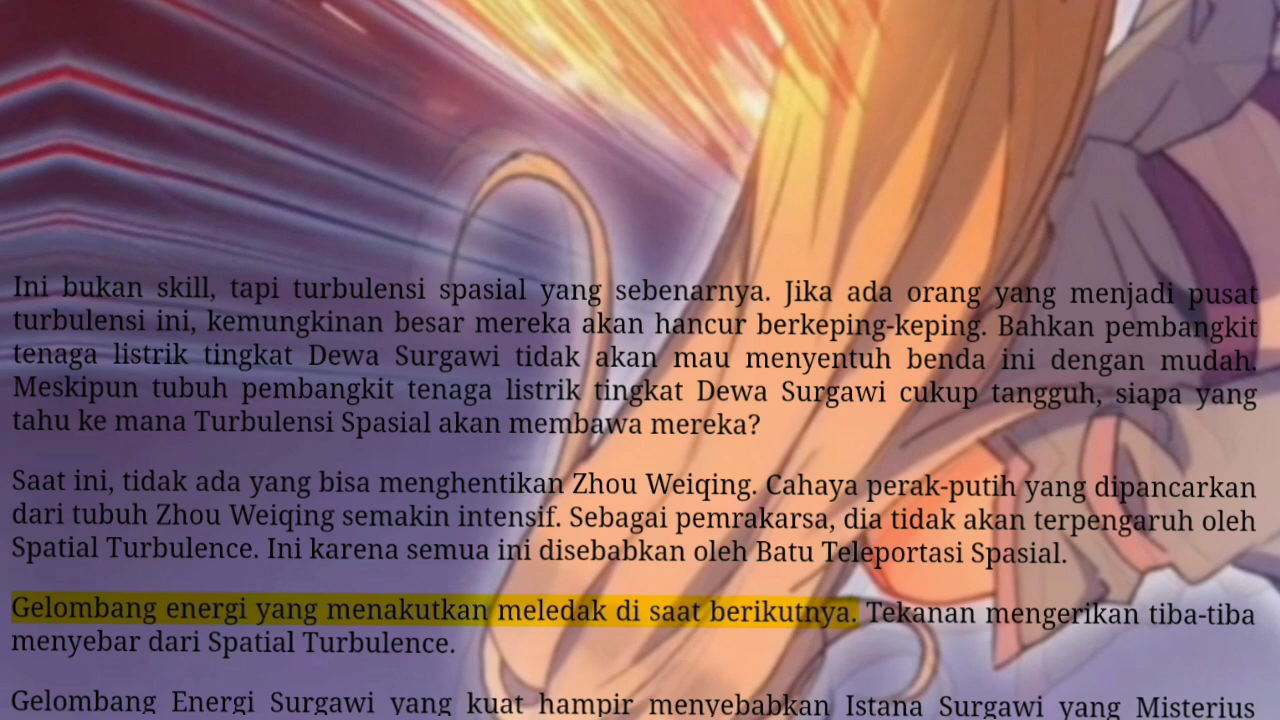 Ini bukan skill, tapi turbulensi spasial yang sebenarnya. Jika ada orang yang menjadi pusat
turbulensi ini, kemungkinan besar mereka akan hancur berkeping-keping. Bahkan pembangkit
tenaga listrik tingkat Dewa Surgawi tidak akan mau menyentuh benda ini dengan mudah.
Meskipun tubuh pembangkit tenaga listrik tingkat Dewa Surgawi cukup tangguh, siapa yang
tahu ke mana Turbulensi Spasial akan membawa mereka?
Saat ini, tidak ada yang bisa menghentikan Zhou Weiqing. Cahaya perak-putih yang dipancarkan
dari tubuh Zhou Weiqing semakin intensif. Sebagai pemrakarsa, dia tidak akan terpengaruh oleh
Spatial Turbulence. Ini karena semua ini disebabkan oleh Batu Teleportasi Spasial.
Gelombang energi yang menakutkan meledak di saat berikutnya. Tekanan mengerikan tiba-tiba
menyebar dari Spatial Turbulence.
Gelombang Energi Surgawi yang kuat hampir menyebabkan Istana Surgawi yang Misterius